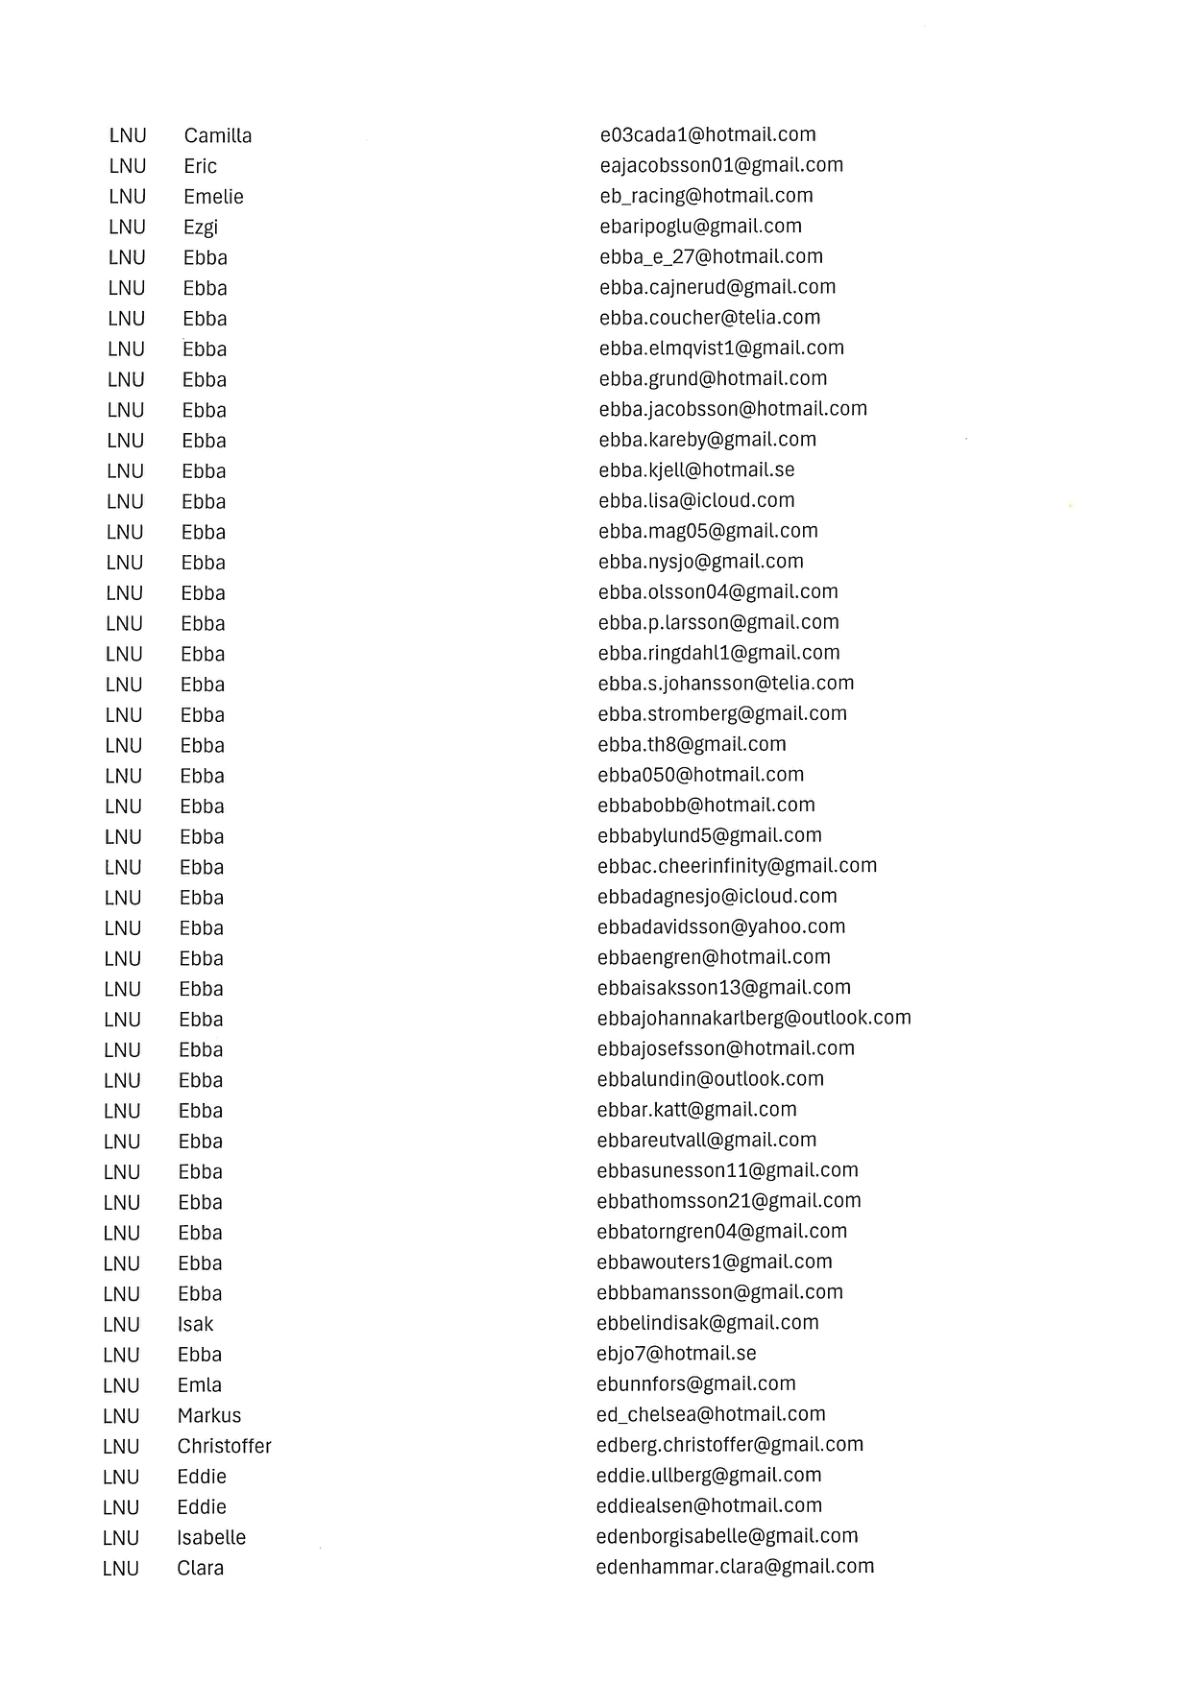 LNU Camilla e03cada1@hotmail.com
LNU Eric eajacobsson01@gmail.com
LNU Emelie eb_racing@hotmail.com
LNU Ezgi ebaripoglu@gmail.com
LNU Ebba ebba_e_27@hotmail.com
LNU Ebba ebba.cajnerud@gmail.com
LNU Ebba ebba.coucher@telia.com
LNU Ebba ebba.elmqvist1@gmail.com
LNU Ebba ebba.grund@hotmail.com
LNU Ebba ebba.jacobsson@hotmail.com
LNU Ebba ebba.kareby@gmail.com
LNU Ebba ebba.kjell@hotmail.se
LNU Ebba ebba.lisa@icloud.com
LNU Ebba ebba.mag05@gmail.com
LNU Ebba ebba.nysjo@gmail.com
LNU Ebba ebba.olsson04@gmail.com
LNU Ebba ebba.p.larsson@gmail.com
LNU Ebba ebba.ringdahl1@gmail.com
LNU Ebba ebba.s.johansson@telia.com
LNU Ebba ebba.stromberg@gmail.com
LNU Ebba ebba.th8@gmail.com
LNU Ebba ebba050@hotmail.com
LNU Ebba ebbabobb@hotmail.com
LNU Ebba ebbabylund5@gmail.com
LNU Ebba ebbac.cheerinfinity@gmail.com
LNU Ebba ebbadagnesjo@icloud.com
LNU Ebba ebbadavidsson@yahoo.com
LNU Ebba ebbaengren@hotmail.com
LNU Ebba ebbaisaksson13@gmail.com
LNU Ebba ebbajohannakarlberg@outlook.com
LNU Ebba ebbajosefsson@hotmail.com
LNU Ebba ebbalundin@outlook.com
LNU Ebba ebbar.katt@gmail.com
LNU Ebba ebbareutvall@gmail.com
LNU Ebba ebbasunesson11@gmail.com
LNU Ebba ebbathomsson21@gmail.com
LNU Ebba ebbatorngren04@gmail.com
LNU Ebba ebbawouters1@gmail.com
LNU Ebba ebbbamansson@gmail.com
LNU Isak ebbelindisak@gmail.com
LNU Ebba ebjo7@hotmail.se
LNU Emla ebunnfors@gmail.com
LNU Markus ed_chelsea@hotmail.com
LNU Christoffer edberg.christoffer@gmail.com
LNU Eddie eddie.ullberg@gmail.com
LNU Eddie eddiealsen@hotmail.com
LNU Isabelle edenborgisabelle@gmail.com
LNU Clara edenhammar.clara@gmail.com